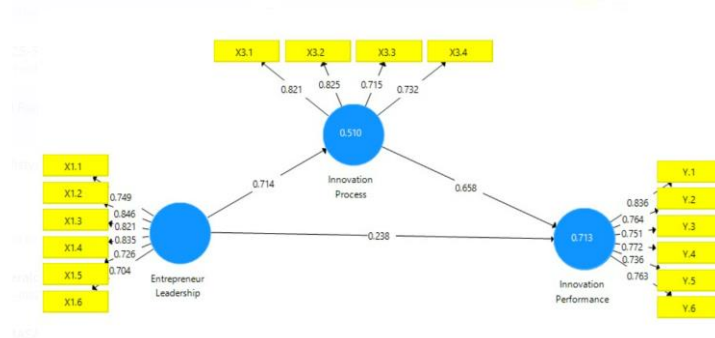 X3.1 X3.2 X3.3 X3.4
0.821 0.825 0.715 0.732
0.510
Innovation
Process
0.714
0.658
0.238
X1.1
X1.2
X1.3
X1.4
X1.5
X1.6
0.749
0.846
0.821
0.835
0.726
0.704
Entrepreneur
Leadership
0.713
Innovation
Performance
0.836
0.764
0.751
0.772
0.736
0.763
Y.1
Y.2
Y.3
Y.4
Y.5
Y.6